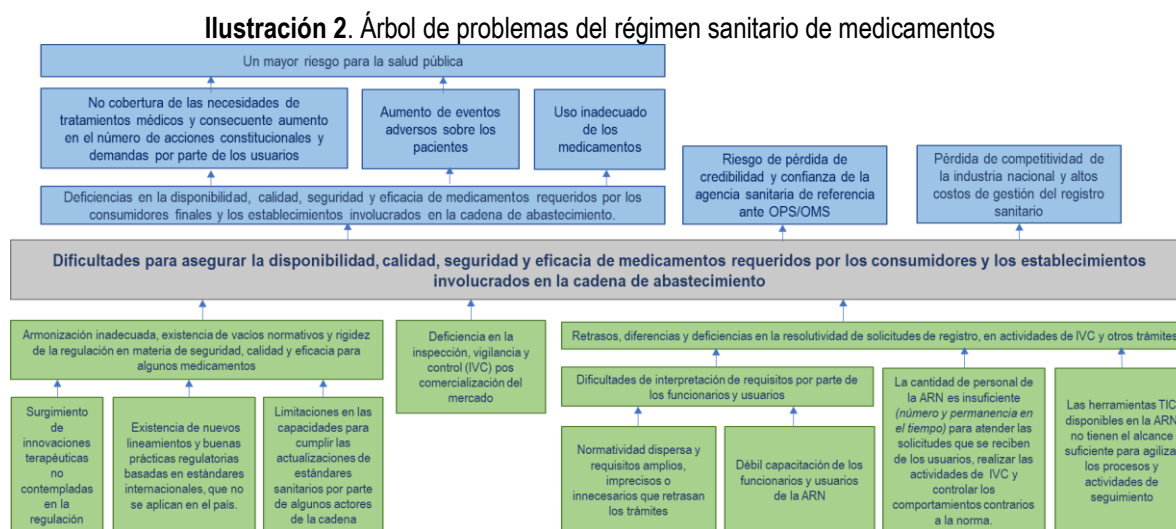 Ilustración 2. Árbol de problemas del régimen sanitario de medicamentos
Un mayor riesgo para la salud pública
No cobertura de las necesidades de
tratamientos médicos y consecuente aumento
en el número de acciones constitucionales y
demandas por parte de los usuarios
Aumento de eventos
adversos sobre los
pacientes
Uso inadecuado
de los
medicamentos
Riesgo de pérdida de
credibilidad y confianza de la
agencia sanitaria de referencia
ante OPS/OMS
Pérdida de competitividad de
la industria nacional y altos
costos de gestión del registro
sanitario
Deficiencias en la disponibilidad, calidad, seguridad y eficacia de medicamentos requeridos por los
consumidores finales y los establecimientos involucrados en la cadena de abastecimiento.
Dificultades para asegurar la disponibilidad, calidad, seguridad y eficacia de medicamentos requeridos por los consumidores y los establecimientos
involucrados en la cadena de abastecimiento
Armonización inadecuada, existencia de vacíos normativos y rigidez
de la regulación en materia de seguridad, calidad y eficacia para
algunos medicamentos
Deficiencia en la
inspección, vigilancia y
control (IVC) pos
comercialización del
mercado
Retrasos, diferencias y deficiencias en la resolutividad de solicitudes de registro, en actividades de IVC y otros trámites
Surgimiento
de
innovaciones
terapéuticas
no
contempladas
en la
regulación
Existencia de nuevos
lineamientos y buenas
prácticas regulatorias
basadas en estándares
internacionales, que no
se aplican en el país.
Limitaciones en las
capacidades para
cumplir las
actualizaciones de
estándares
sanitarios por parte
de algunos actores
de la cadena
Dificultades de interpretación de requisitos por parte de
los funcionarios y usuarios
Normatividad dispersa y
requisitos amplios,
imprecisos o
innecesarios que retrasan
los trámites
Débil capacitación de los
funcionarios y usuarios
de la ARN
La cantidad de personal de
la ARN es insuficiente
(número y permanencia en
el tiempo) para atender las
solicitudes que se reciben
de los usuarios, realizar las
actividades de IVC y
controlar los
comportamientos contrarios
a la norma.
Las herramientas TIC
disponibles en la ARN
no tienen el alcance
suficiente para agilizar
los procesos y
actividades de
seguimiento